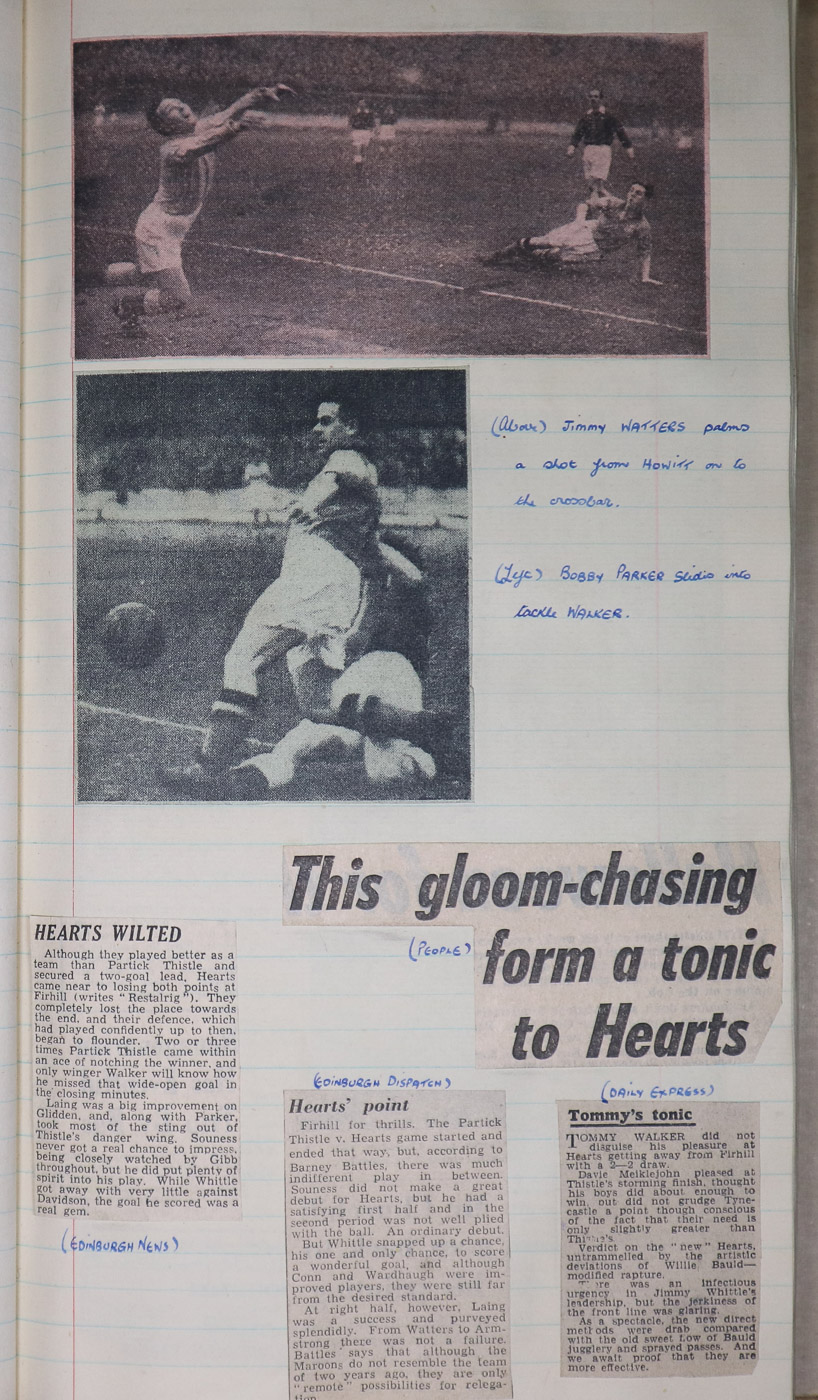 (Above) Jimmy WATTERS palms
a shot from HOWITT on to
the crossbar.
(Left) BOBBY PARKER slides into
tackle WALKER.
This gloom-chasing
form a tonic
to Hearts
(PEOPLE)
HEARTS WILTED
Although they played better as a
team than Partick Thistle and
secured a two-goal lead, Hearts
came near to losing both points at
Firhill (writes "Restalrig"). They
completely lost the place towards
the end, and their defence, which
had played confidently up to then,
began to flounder. Two or three
times Partick Thistle came within
an ace of notching the winner, and
only winger Walker will know how
he missed that wide-open goal in
the closing minutes.
Laing was a big improvement on
Glidden, and, along with Parker,
took most of the sting out of
Thistle's danger wing. Souness
never got a real chance to impress,
being closely watched by Gibb
throughout, but he did put plenty of
spirit into his play. While Whittle
got away with very little against
Davidson, the goal he scored was a
real gem.
(EDINBURGH NEWS)
(EDINBURGH DISPATCH)
Hearts' point
Firhill for thrills. The Partick
Thistle v. Hearts game started and
ended that way, but, according to
Barney Battles, there was much
indifferent play in between.
Souness did not make a great
debut for Hearts, but he had a
satisfying first half and in the
second period was not well plied
with the ball. An ordinary debut.
But Whittle snapped up a chance,
his one and only chance, to score
a wonderful goal, and although
Conn and Wardhaugh were im-
proved players, they were still far
from the desired standard.
At right half, however, Laing
was a success and purveyed
splendidly. From Watters to Arm-
strong there was not a failure.
Battles says that although the
Maroons do not resemble the team
of two years ago, they are only
"remote" possibilities for relega-
tion
(DAILY EXPRESS)
Tommy's tonic
TOMMY WALKER did not
disguise his pleasure at
Hearts getting away from Firhill
with a 2—2 draw.
Davie Meiklejohn pleased at
Thistle's storming finish, thought
his boys did about enough to
win, but did not grudge Tyne-
castle a point though conscious
of the fact that their need is
only slightly greater than
Verdict on the "new" Hearts,
untrammelled by the artistic
deviations of Willie Bauld—
modified rapture.
was an infectious
urgency in Jimmy Whittle's
leadership, but the jerkiness of
the front line was glaring.
As a spectacle, the new direct
methods were drab compared
with the old sweet flow of Bauld
jugglery and sprayed passes. And
we await proof that they are
more effective.